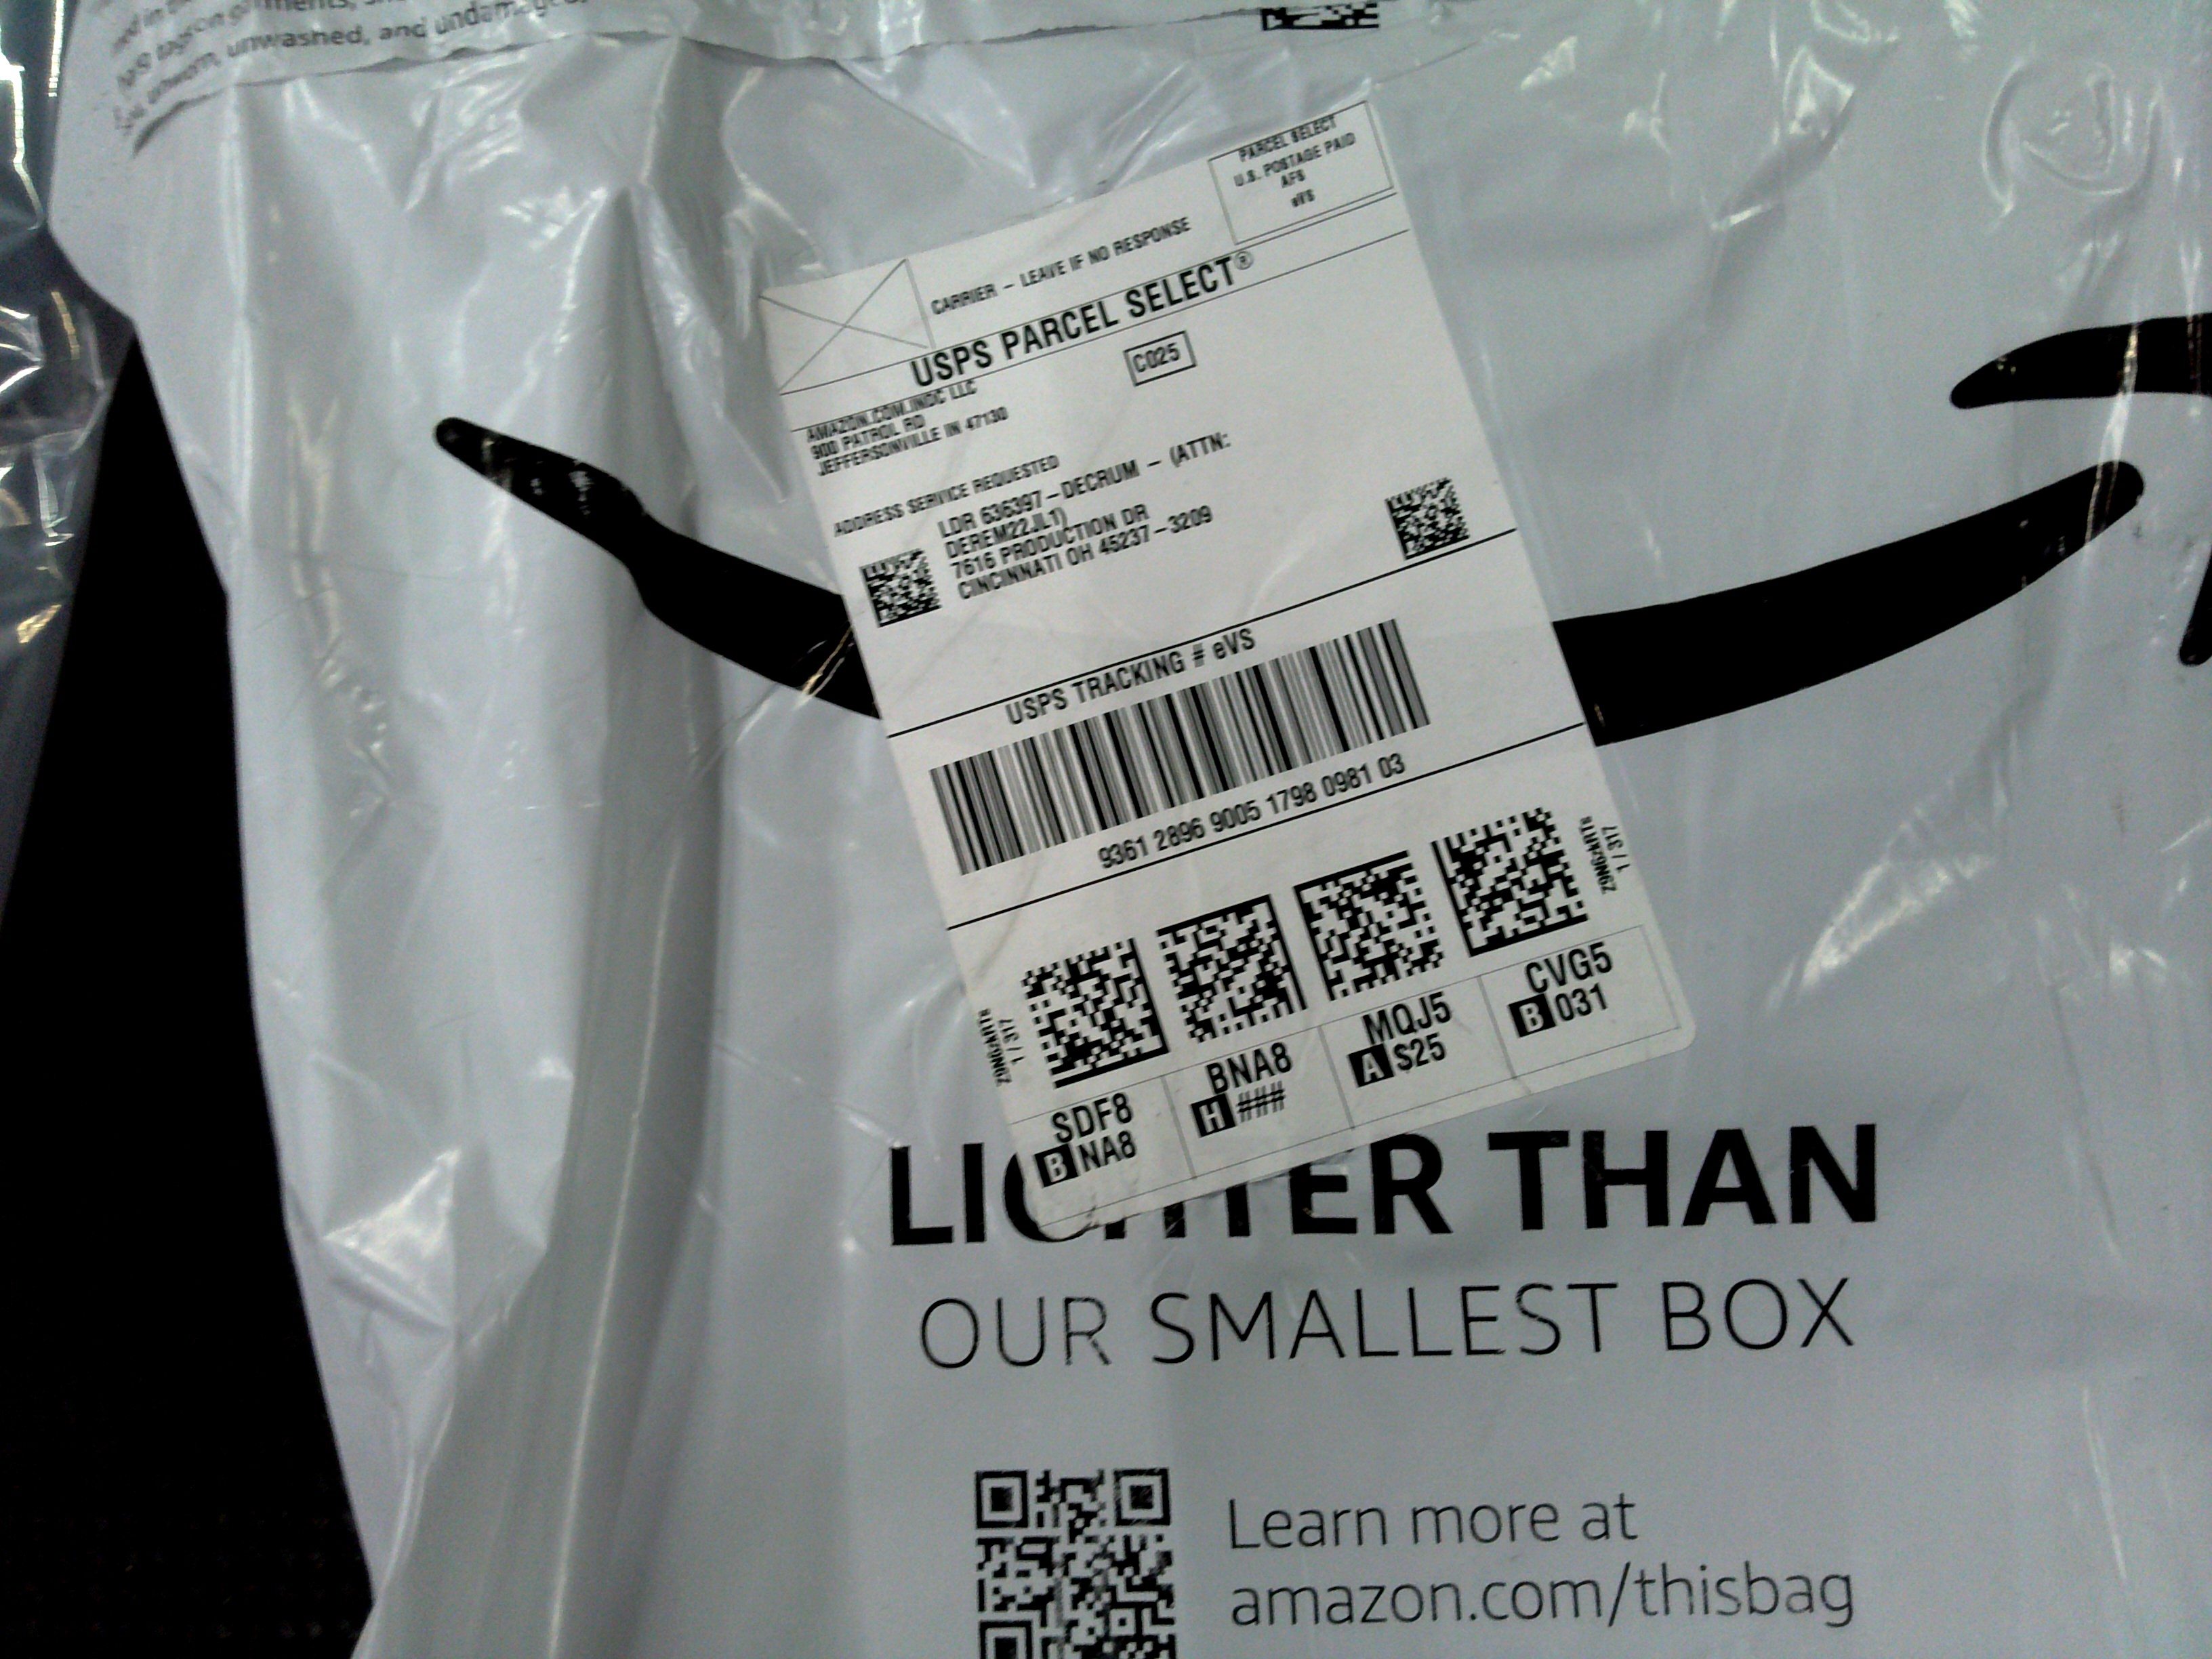 unwashed, and undamaged,
PARCEL SELECT
U.S. POSTAGE PAID
AFS
eVS
CARRIER – LEAVE IF NO RESPONSE
USPS PARCEL SELECT®
C025
AMAZON.COM.INDC LLC
900 PATROL RD
JEFFERSONVILLE IN 47130
ADDRESS SERVICE REQUESTED
LDR 636397–DECRUM – (ATTN:
DEREM22JL1)
7616 PRODUCTION DR
CINCINNATI OH 45237–3209
USPS TRACKING # eVS
9361 2896 9005 1798 0981 03
1 / 317
1 / 317
SDF8
B NA8
BNA8
H ###
MQJ5
A S25
CVG5
B 031
LIGHTER THAN
OUR SMALLEST BOX
Learn more at
amazon.com/thisbag